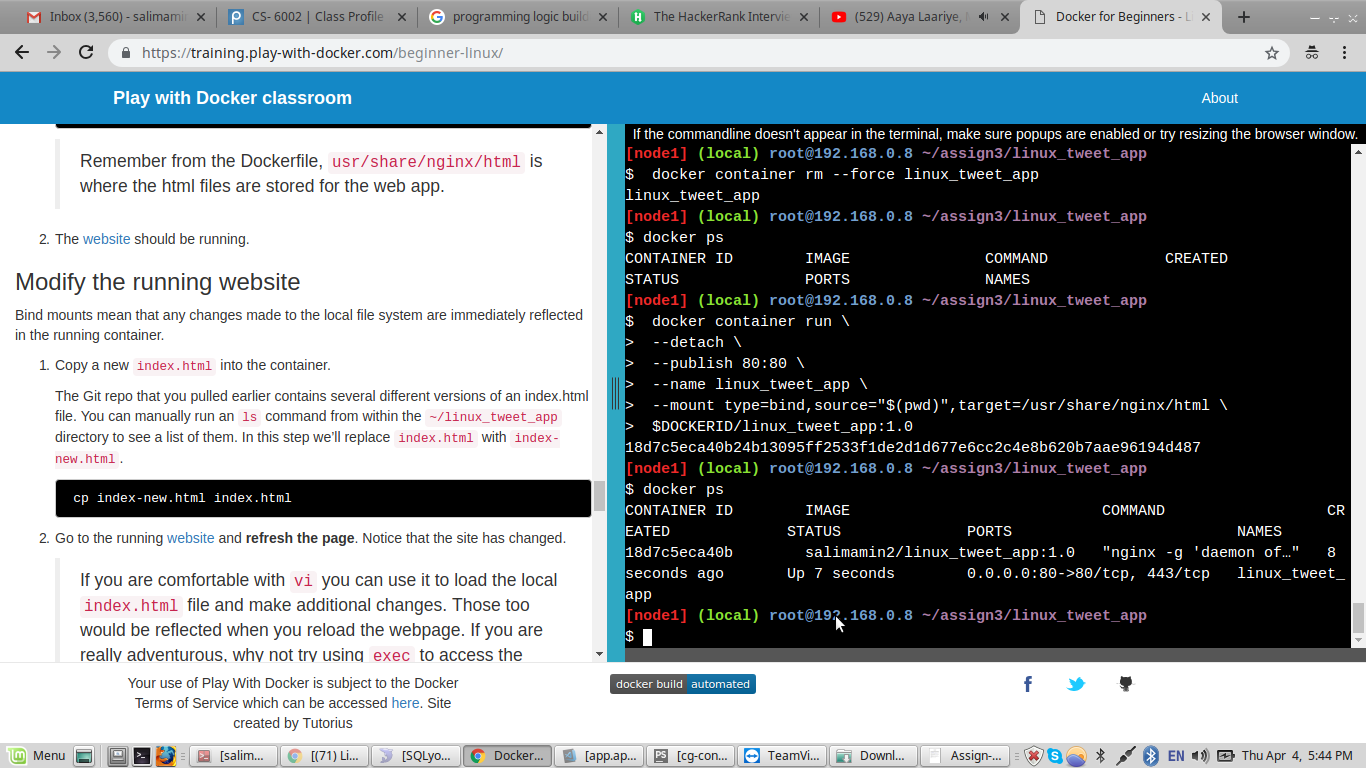 Inbox (3,560) - salimami
CS- 6002 | Class Profile
programming logic build
The HackerRank Intervie
(529) Aaya Laariye,
Docker for Beginners - Li
https://training.play-with-docker.com/beginner-linux/
Play with Docker classroom
About
Remember from the Dockerfile, usr/share/nginx/html is
where the html files are stored for the web app.
2. The website should be running.
Modify the running website
Bind mounts mean that any changes made to the local file system are immediately reflected
in the running container.
1. Copy a new index.html into the container.
The Git repo that you pulled earlier contains several different versions of an index.html
file. You can manually run an ls command from within the ~/linux_tweet_app
directory to see a list of them. In this step we'll replace index.html with index-
new.html .
cp index-new.html index.html
2. Go to the running website and refresh the page. Notice that the site has changed.
If you are comfortable with vi you can use it to load the local
index.html file and make additional changes. Those too
would be reflected when you reload the webpage. If you are
really adventurous, why not try using exec to access the
If the commandline doesn't appear in the terminal, make sure popups are enabled or try resizing the browser window.
[node1] (local) root@192.168.0.8 ~/assign3/linux_tweet_app
$  docker container rm --force linux_tweet_app
linux_tweet_app
[node1] (local) root@192.168.0.8 ~/assign3/linux_tweet_app
$ docker ps
CONTAINER ID        IMAGE               COMMAND             CREATED
STATUS              PORTS               NAMES
[node1] (local) root@192.168.0.8 ~/assign3/linux_tweet_app
$  docker container run \
>  --detach \
>  --publish 80:80 \
>  --name linux_tweet_app \
>  --mount type=bind,source="$(pwd)",target=/usr/share/nginx/html \
>  $DOCKERID/linux_tweet_app:1.0
18d7c5eca40b24b13095ff2533f1de2d1d677e6cc2c4e8b620b7aae96194d487
[node1] (local) root@192.168.0.8 ~/assign3/linux_tweet_app
$ docker ps
CONTAINER ID        IMAGE                            COMMAND                  CR
EATED             STATUS              PORTS                         NAMES
18d7c5eca40b        salimamin2/linux_tweet_app:1.0   "nginx -g 'daemon of…"   8
seconds ago       Up 7 seconds        0.0.0.0:80->80/tcp, 443/tcp   linux_tweet_
app
[node1] (local) root@192.168.0.8 ~/assign3/linux_tweet_app
$
Your use of Play With Docker is subject to the Docker
Terms of Service which can be accessed here. Site
created by Tutorius
docker build automated
Menu
[salim...
[(71) Li...
[SQLyo...
Docker...
[app.ap...
[cg-con...
TeamVi...
Downl...
Assign-...
EN
Thu Apr 4, 5:44 PM